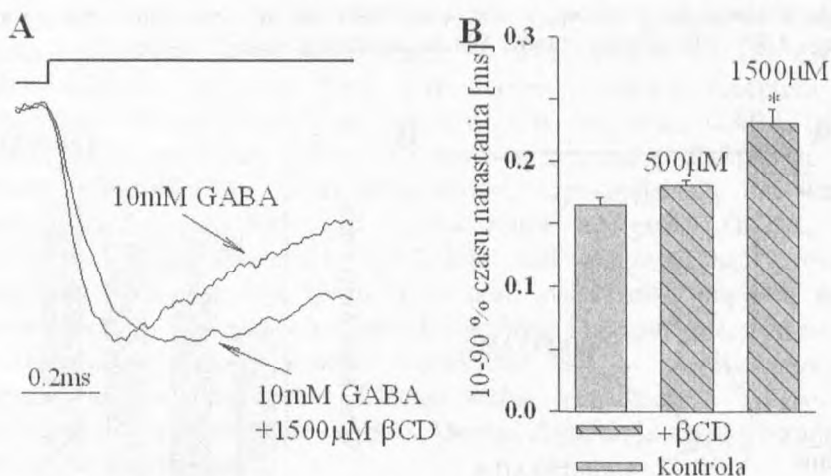 A
10mM GABA
0.2ms
10mM GABA
+1500μM βCD
B
10-90 % czasu narastania [ms]
0.3
0.2
0.1
0.0
500μM
1500μM
*
+βCD
kontrola